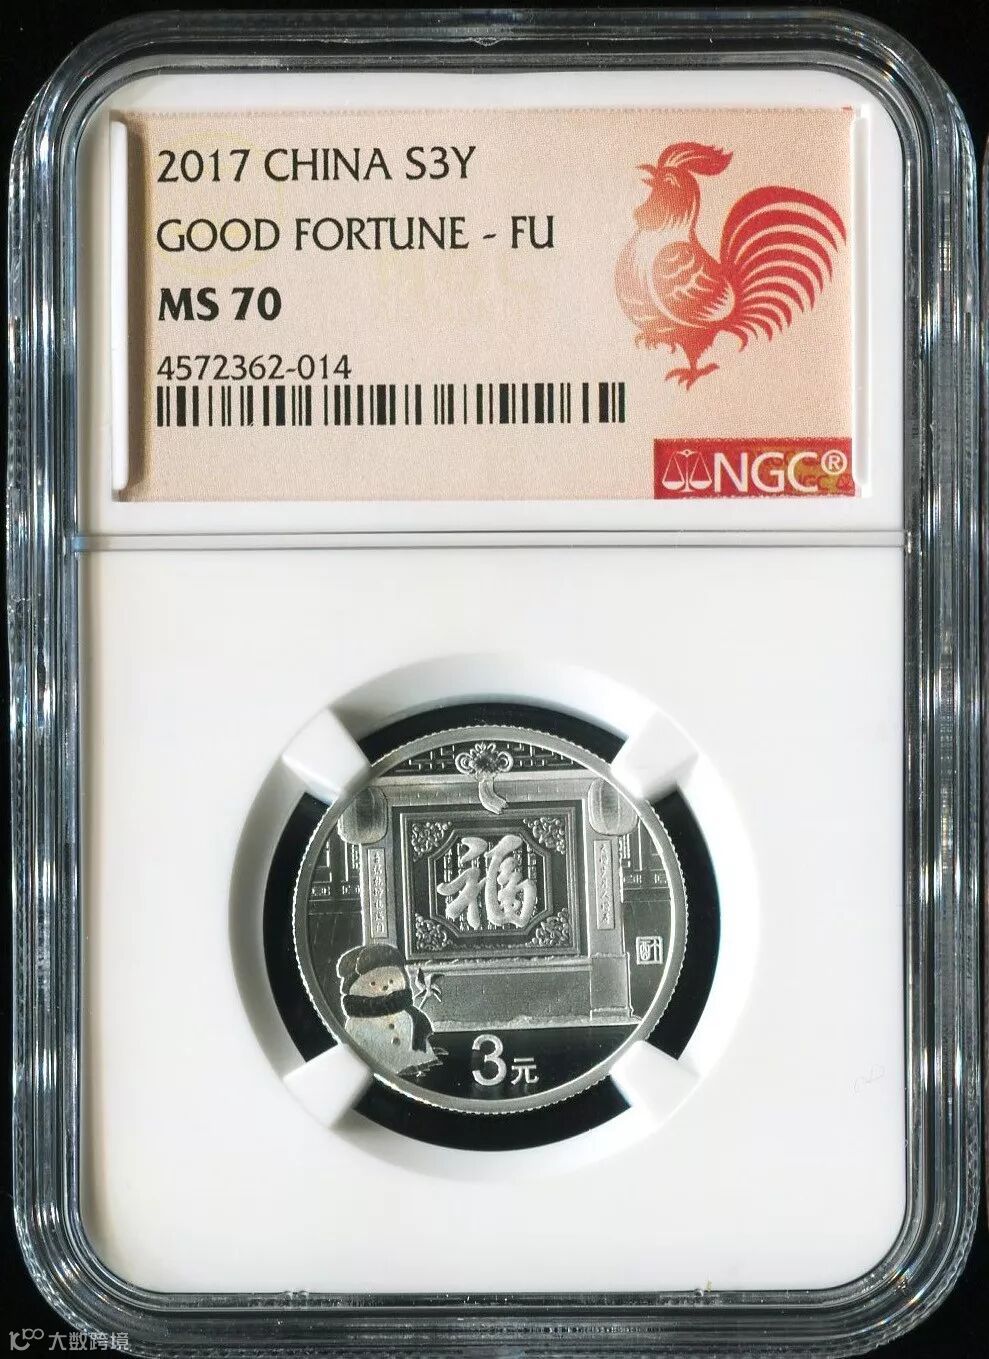 2017 CHINA S3Y
GOOD FORTUNE - FU
MS 70
4572362-014
NGC®
福
3元
大数跨境